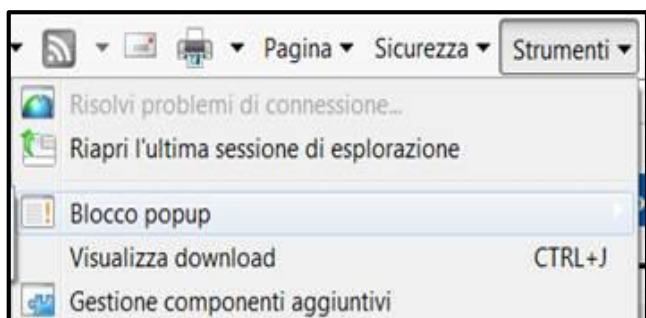 Pagina Sicurezza Strumenti
Risolvi problemi di connessione...
Riapri l'ultima sessione di esplorazione
Blocco popup
Visualizza download CTRL+J
Gestione componenti aggiuntivi